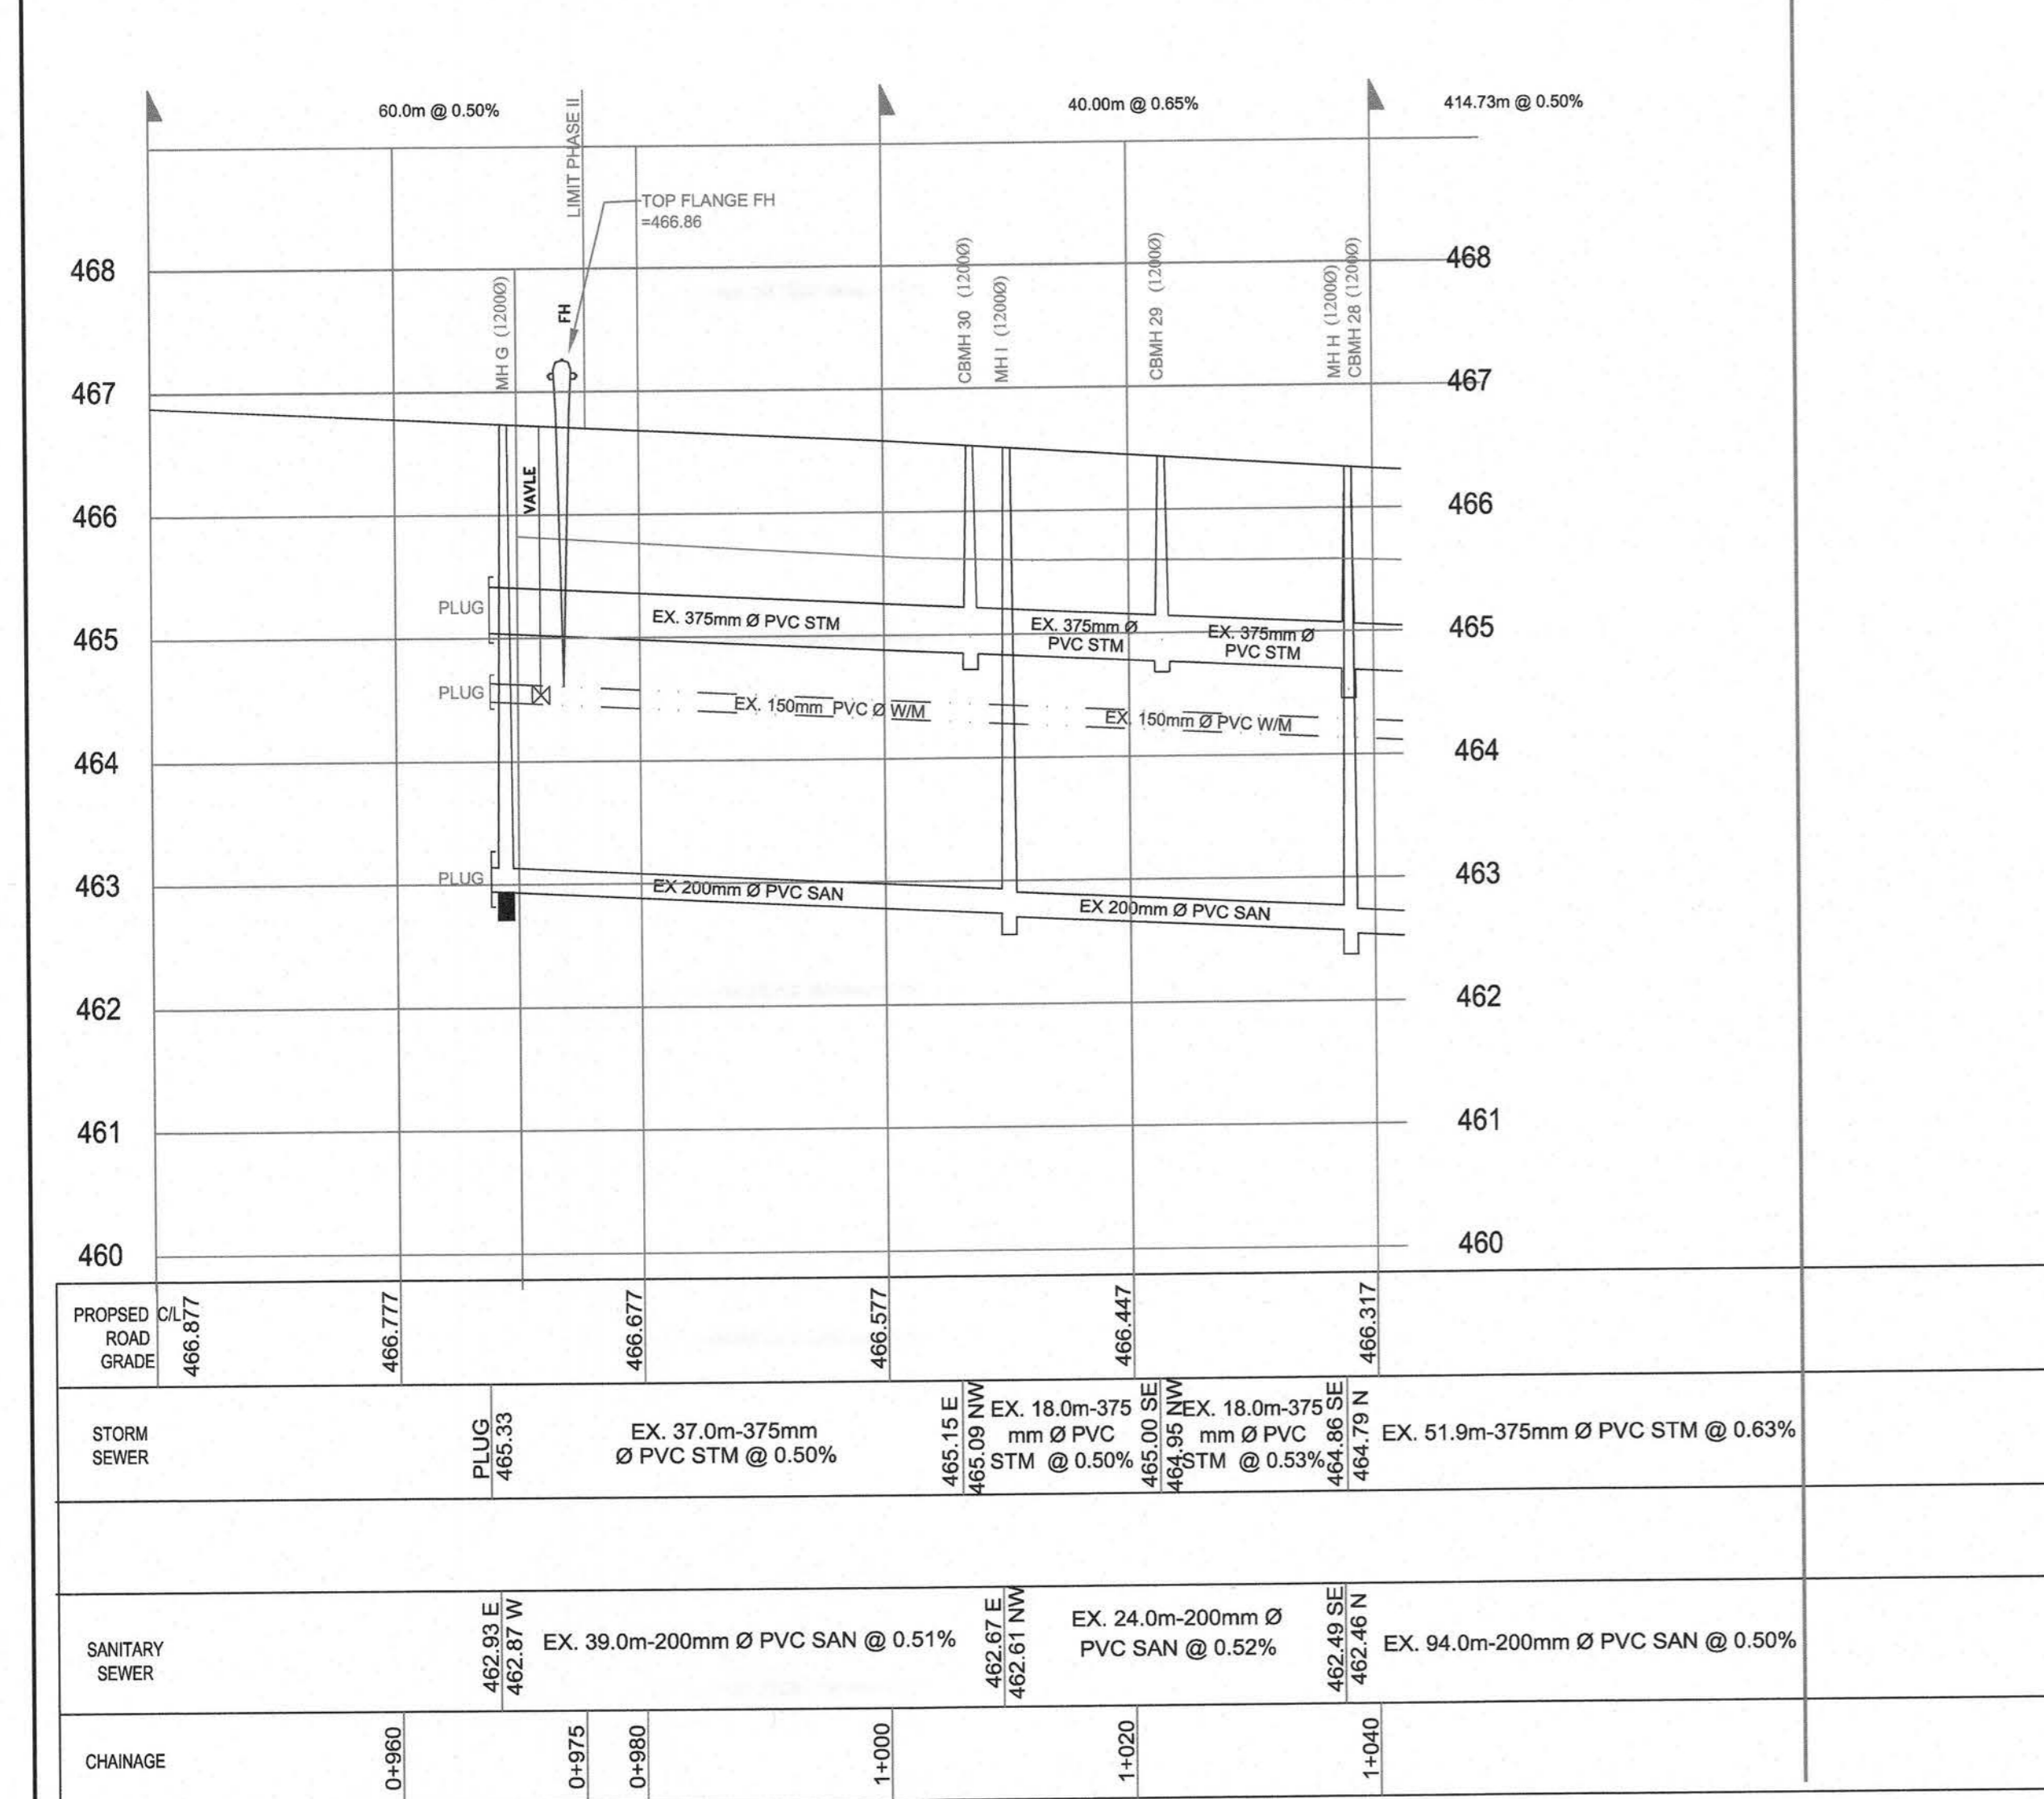 60.0m @ 0.50%
40.00m @ 0.65%
414.73m @ 0.50%
LIMIT PHASE II
TOP FLANGE FH
=466.86
MH G (1200Ø)
FH
CBMH 30 (1200Ø)
MH I (1200Ø)
CBMH 29 (1200Ø)
MH H (1200Ø)
CBMH 28 (1200Ø)
468
468
467
467
VAVLE
466
466
PLUG
EX. 375mm Ø PVC STM
EX. 375mm Ø
PVC STM
EX. 375mm Ø
PVC STM
465
465
PLUG
EX. 150mm PVC Ø W/M
EX. 150mm Ø PVC W/M
464
464
PLUG
463
EX 200mm Ø PVC SAN
EX 200mm Ø PVC SAN
463
462
462
461
461
460
460
PROPSED C/L
ROAD
GRADE
466.877
466.777
466.677
466.577
466.447
466.317
STORM
SEWER
PLUG
465.33
EX. 37.0m-375mm
Ø PVC STM @ 0.50%
465.15 E
465.09 NW
EX. 18.0m-375
mm Ø PVC
STM @ 0.50%
465.00 SE
464.95 NW
EX. 18.0m-375
mm Ø PVC
STM @ 0.53%
464.86 SE
464.79 N
EX. 51.9m-375mm Ø PVC STM @ 0.63%
SANITARY
SEWER
462.93 E
462.87 W
EX. 39.0m-200mm Ø PVC SAN @ 0.51%
462.67 E
462.61 NW
EX. 24.0m-200mm Ø
PVC SAN @ 0.52%
462.49 SE
462.46 N
EX. 94.0m-200mm Ø PVC SAN @ 0.50%
CHAINAGE
0+960
0+975
0+980
1+000
1+020
1+040